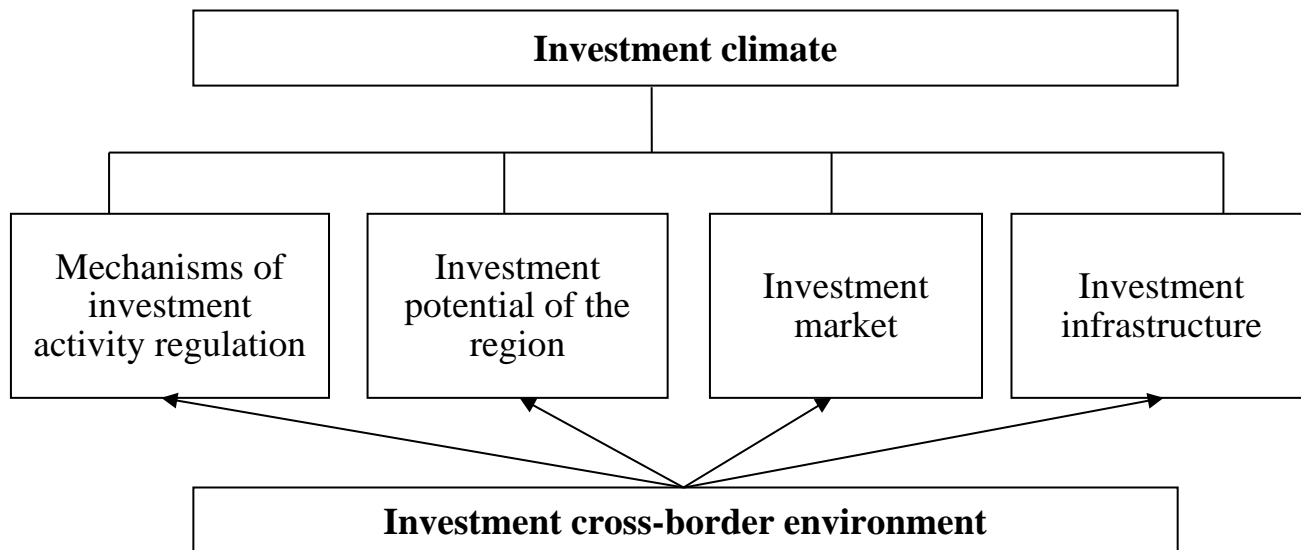 Investment climate
Mechanisms of
investment
activity regulation
Investment
potential of the
region
Investment
market
Investment
infrastructure
Investment cross-border environment